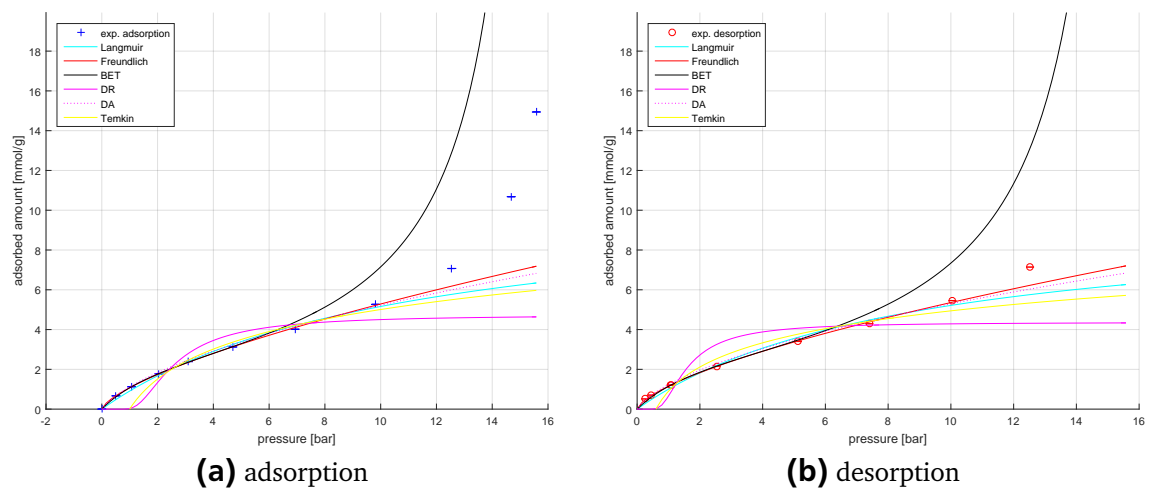 18
16
14
12
10
8
6
4
2
0
adsorbed amount [mmol/g]
exp. adsorption
Langmuir
Freundlich
BET
DR
DA
Temkin
-2 0 2 4 6 8 10 12 14 16
pressure [bar]
(a) adsorption
18
16
14
12
10
8
6
4
2
0
adsorbed amount [mmol/g]
exp. desorption
Langmuir
Freundlich
BET
DR
DA
Temkin
0 2 4 6 8 10 12 14 16
pressure [bar]
(b) desorption